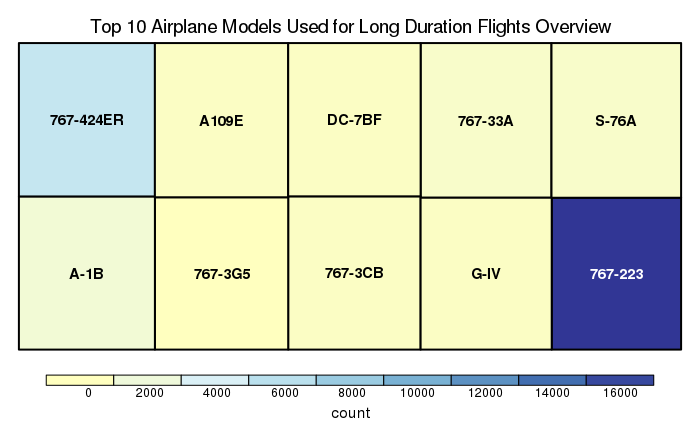 Top 10 Airplane Models Used for Long Duration Flights Overview
767-424ER A109E DC-7BF 767-33A S-76A
A-1B 767-3G5 767-3CB G-IV 767-223
0 2000 4000 6000 8000 10000 12000 14000 16000
count